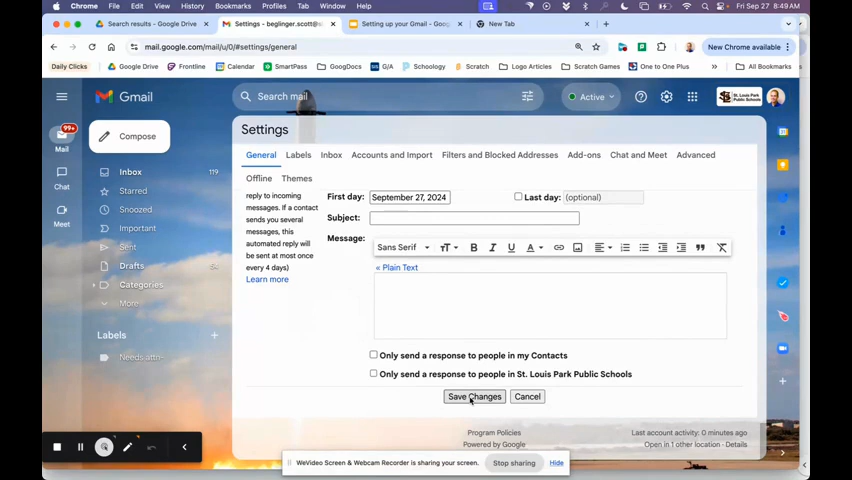 Chrome File Edit View History Bookmarks Profiles Tab Window Help Fri Sep 27 8:49 AM
Search results - Google Drive Settings - beglinger.scott@sl Setting up your Gmail - Goog New Tab
mail.google.com/mail/u/0/#settings/general New Chrome available
Daily Clicks Google Drive Frontline Calendar SmartPass GoogDocs G/A Pths. Schoology Scratch Logo Articles Scratch Games One to One Plus All Bookmarks
Gmail Search mail Active ST. LOUIS PARK PUBLIC SCHOOLS
Settings
99+
Mail
Chat
Meet
Compose
Inbox 119
Starred
Snoozed
Important
Sent
Drafts
Categories
More
Labels
Needs attn-
General Labels Inbox Accounts and Import Filters and Blocked Addresses Add-ons Chat and Meet Advanced
Offline Themes
reply to incoming
messages. If a contact
sends you several
messages, this
automated reply will
be sent at most once
every 4 days)
Learn more
First day: September 27, 2024 Last day: (optional)
Subject:
Message:
Sans Serif
« Plain Text
Only send a response to people in my Contacts
Only send a response to people in St. Louis Park Public Schools
Save Changes Cancel
Program Policies
Powered by Google
Last account activity: 0 minutes ago
Open in 1 other location - Details
WeVideo Screen & Webcam Recorder is sharing your screen. Stop sharing Hide